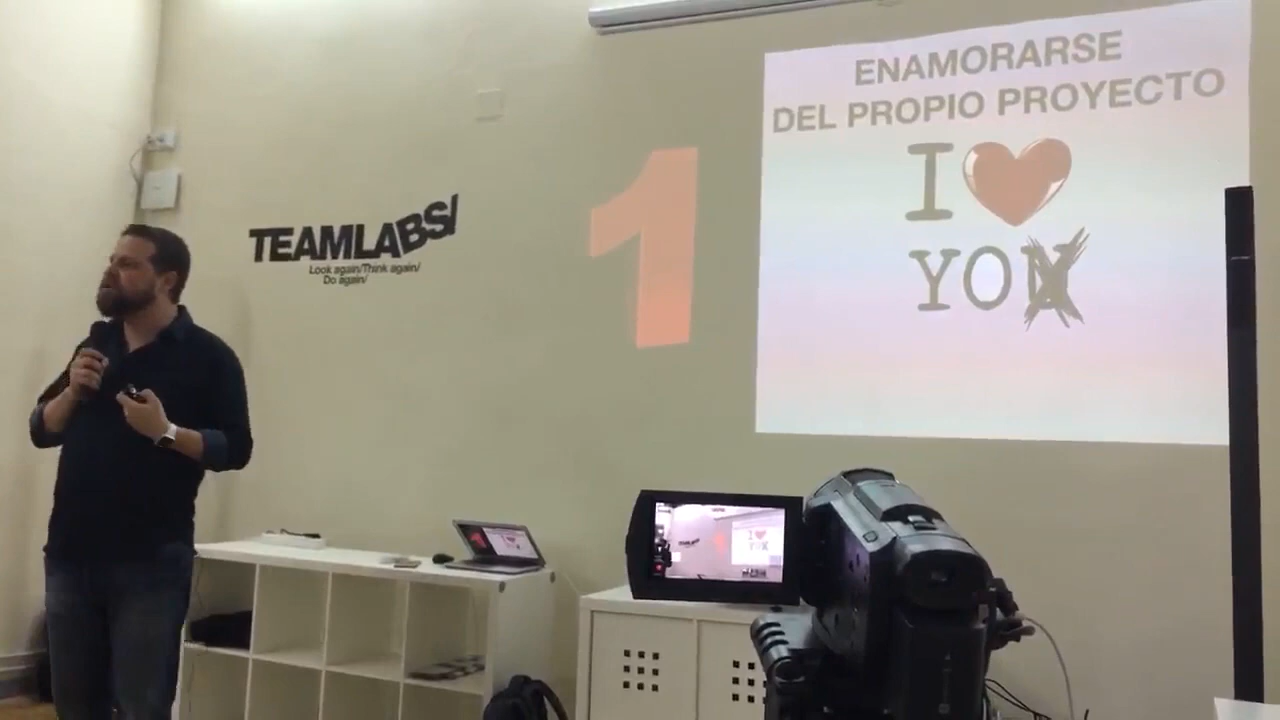 TEAMLABS/
Look again/Think again/
Do again/
1
ENAMORARSE
DEL PROPIO PROYECTO
I
YOU